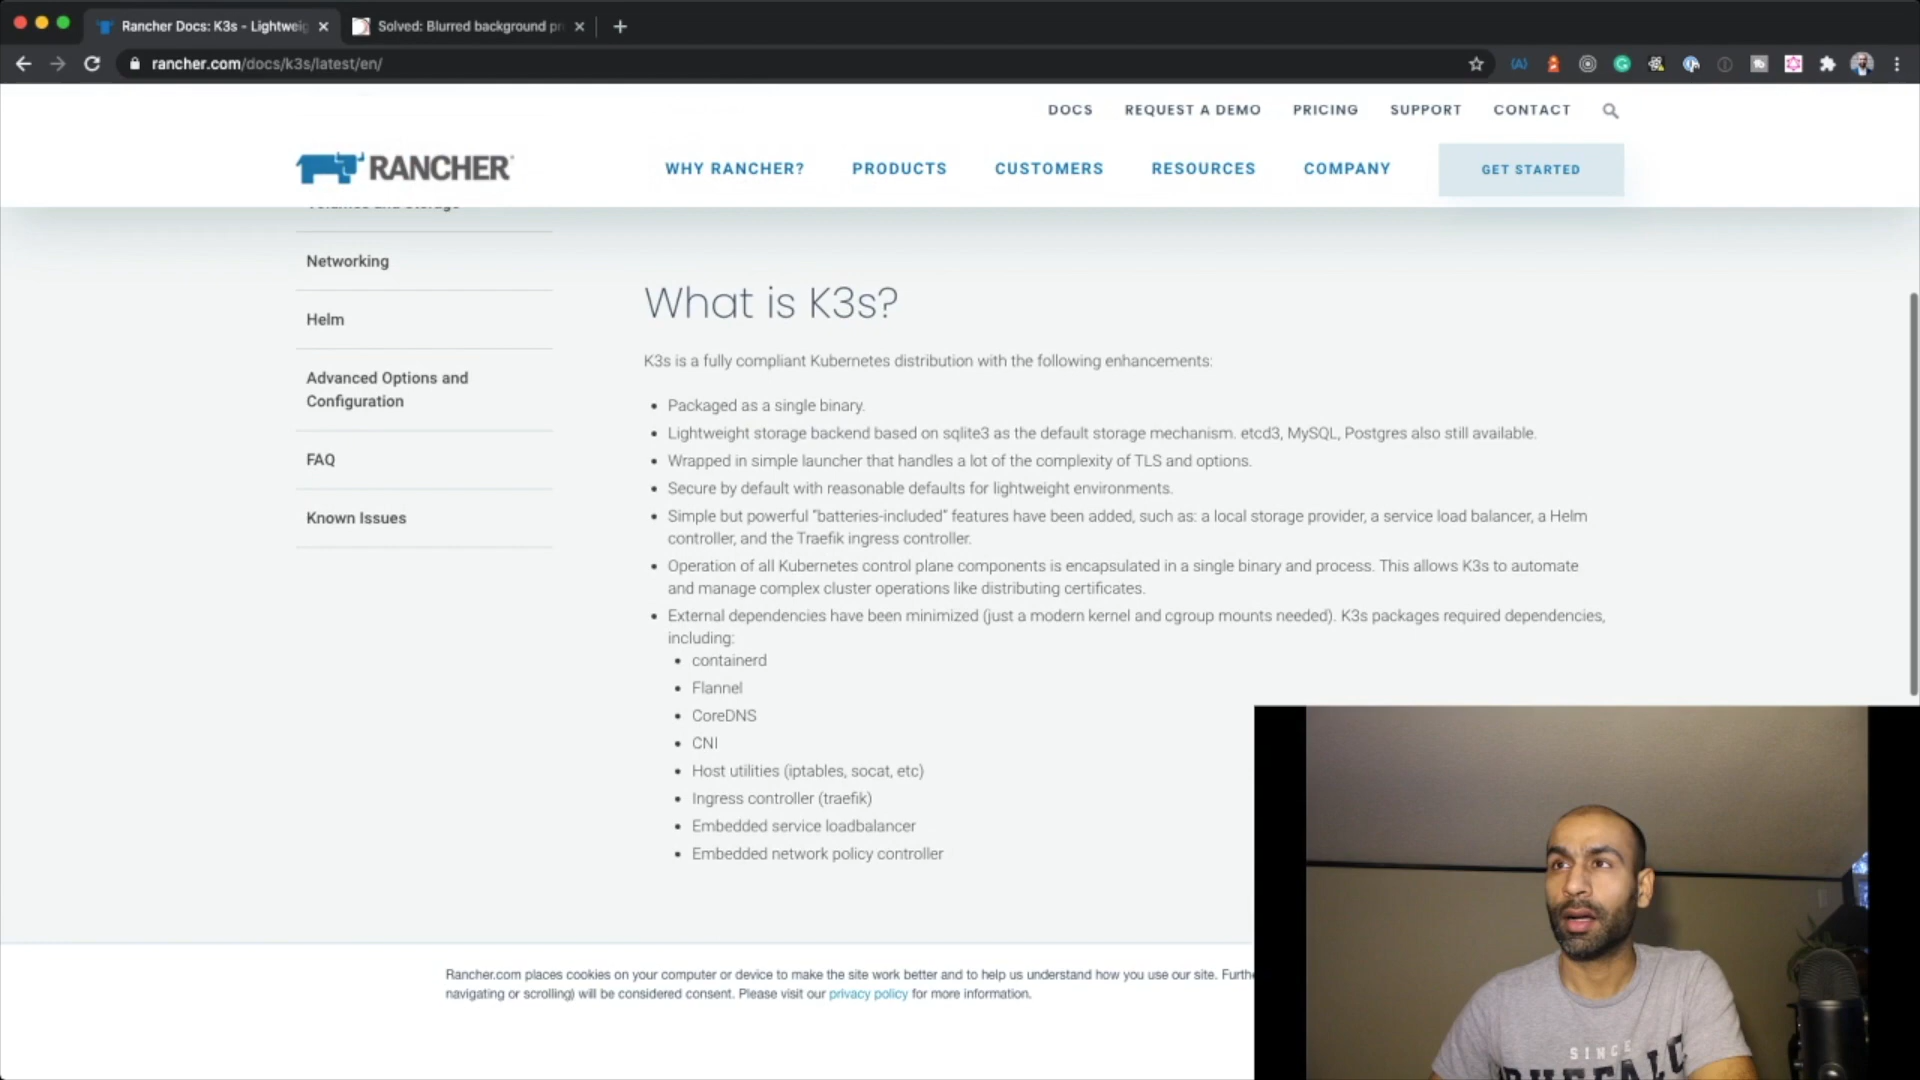 Rancher Docs: K3s - Lightweig
Solved: Blurred background pr
rancher.com/docs/k3s/latest/en/
DOCS
REQUEST A DEMO
PRICING
SUPPORT
CONTACT
RANCHER
WHY RANCHER?
PRODUCTS
CUSTOMERS
RESOURCES
COMPANY
GET STARTED
Volumes and Storage
Networking
Helm
Advanced Options and
Configuration
FAQ
Known Issues
What is K3s?
K3s is a fully compliant Kubernetes distribution with the following enhancements:
• Packaged as a single binary.
• Lightweight storage backend based on sqlite3 as the default storage mechanism. etcd3, MySQL, Postgres also still available.
• Wrapped in simple launcher that handles a lot of the complexity of TLS and options.
• Secure by default with reasonable defaults for lightweight environments.
• Simple but powerful “batteries-included” features have been added, such as: a local storage provider, a service load balancer, a Helm
controller, and the Traefik ingress controller.
• Operation of all Kubernetes control plane components is encapsulated in a single binary and process. This allows K3s to automate
and manage complex cluster operations like distributing certificates.
• External dependencies have been minimized (just a modern kernel and cgroup mounts needed). K3s packages required dependencies,
including:
• containerd
• Flannel
• CoreDNS
• CNI
• Host utilities (iptables, socat, etc)
• Ingress controller (traefik)
• Embedded service loadbalancer
• Embedded network policy controller
Rancher.com places cookies on your computer or device to make the site work better and to help us understand how you use our site. Furthe
navigating or scrolling) will be considered consent. Please visit our privacy policy for more information.
SINCE